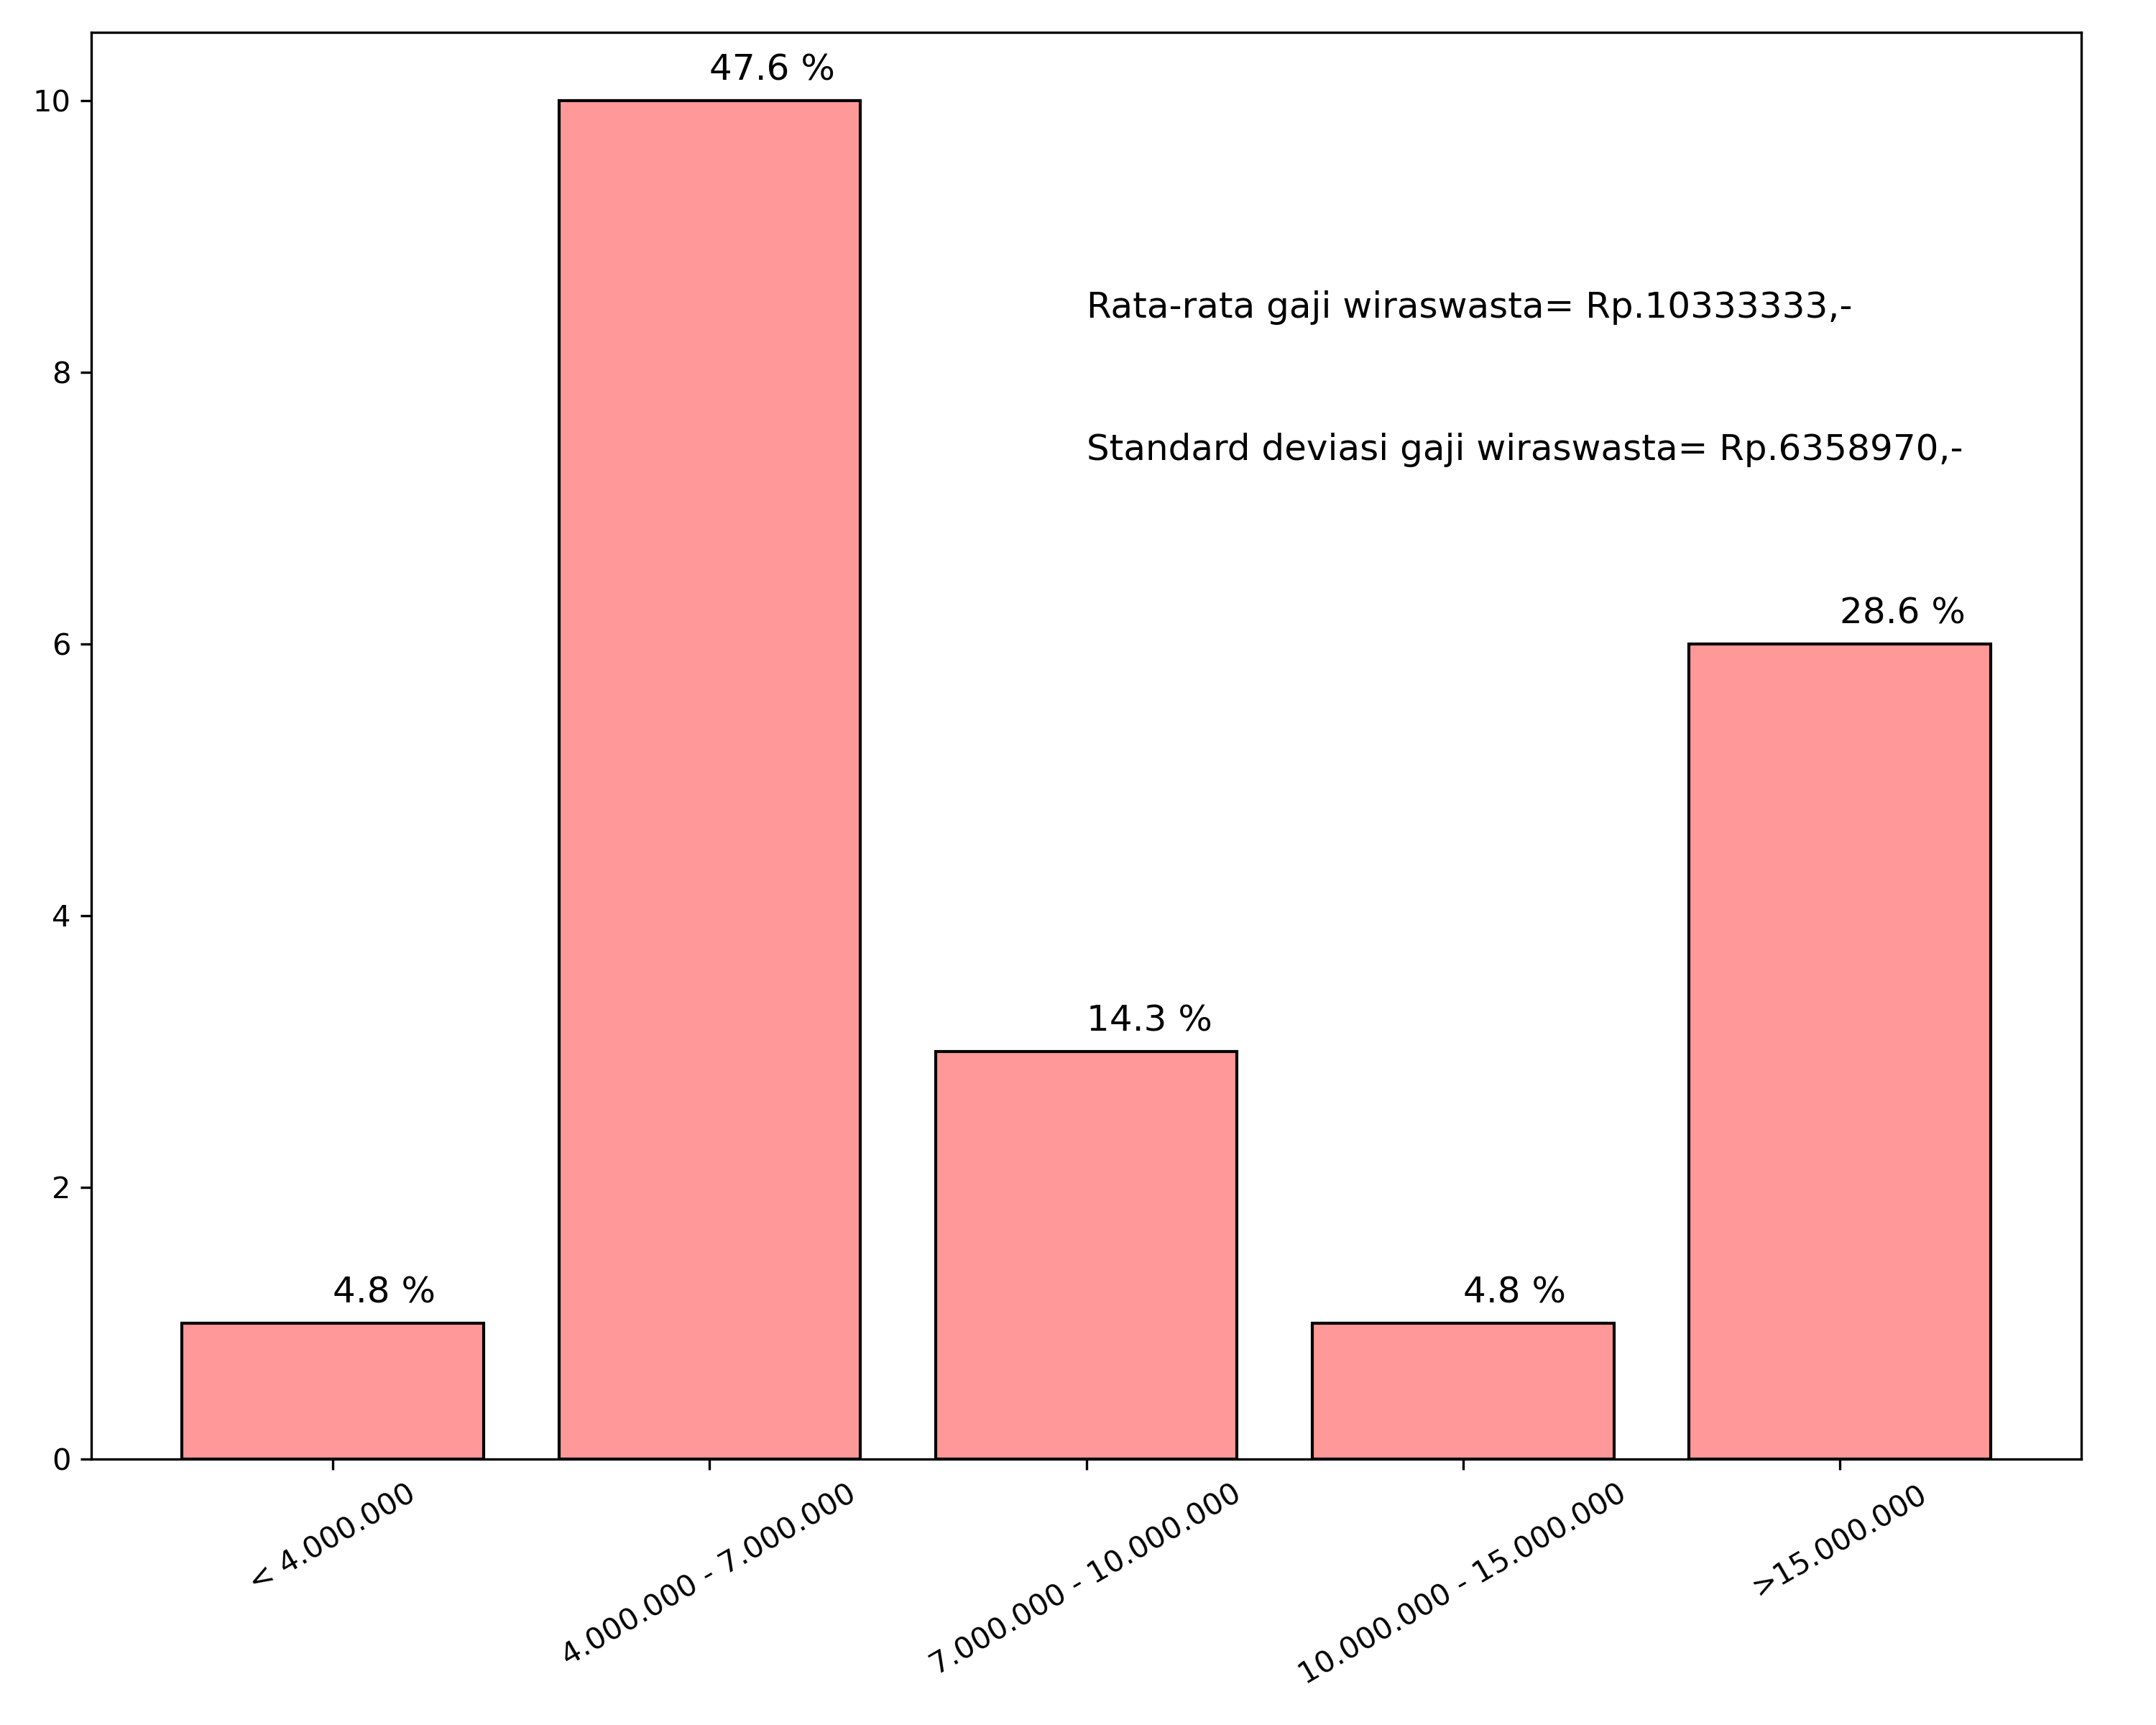 47.6 %
10
Rata-rata gaji wiraswasta= Rp.10333333,-
8
Standard deviasi gaji wiraswasta= Rp.6358970,-
28.6 %
6
4
14.3 %
2
4.8 %
4.8 %
0
< 4.000.000
4.000.000 - 7.000.000
7.000.000 - 10.000.000
10.000.000 - 15.000.000
>15.000.000